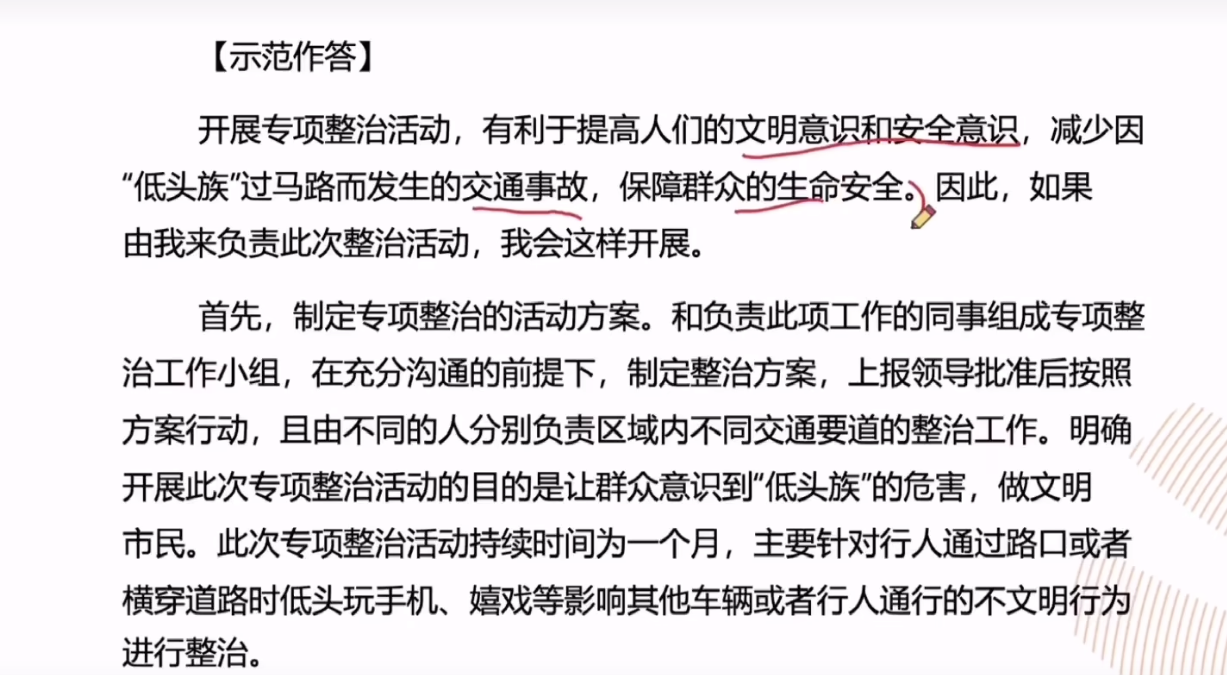 【示范作答】
开展专项整治活动，有利于提高人们的文明意识和安全意识，减少因
“低头族”过马路而发生的交通事故，保障群众的生命安全。因此，如果
由我来负责此次整治活动，我会这样开展。
首先，制定专项整治的活动方案。和负责此项工作的同事组成专项整
治工作小组，在充分沟通的前提下，制定整治方案，上报领导批准后按照
方案行动，且由不同的人分别负责区域内不同交通要道的整治工作。明确
开展此次专项整治活动的目的是让群众意识到“低头族”的危害，做文明
市民。此次专项整治活动持续时间为一个月，主要针对行人通过路口或者
横穿道路时低头玩手机、嬉戏等影响其他车辆或者行人通行的不文明行为
进行整治。